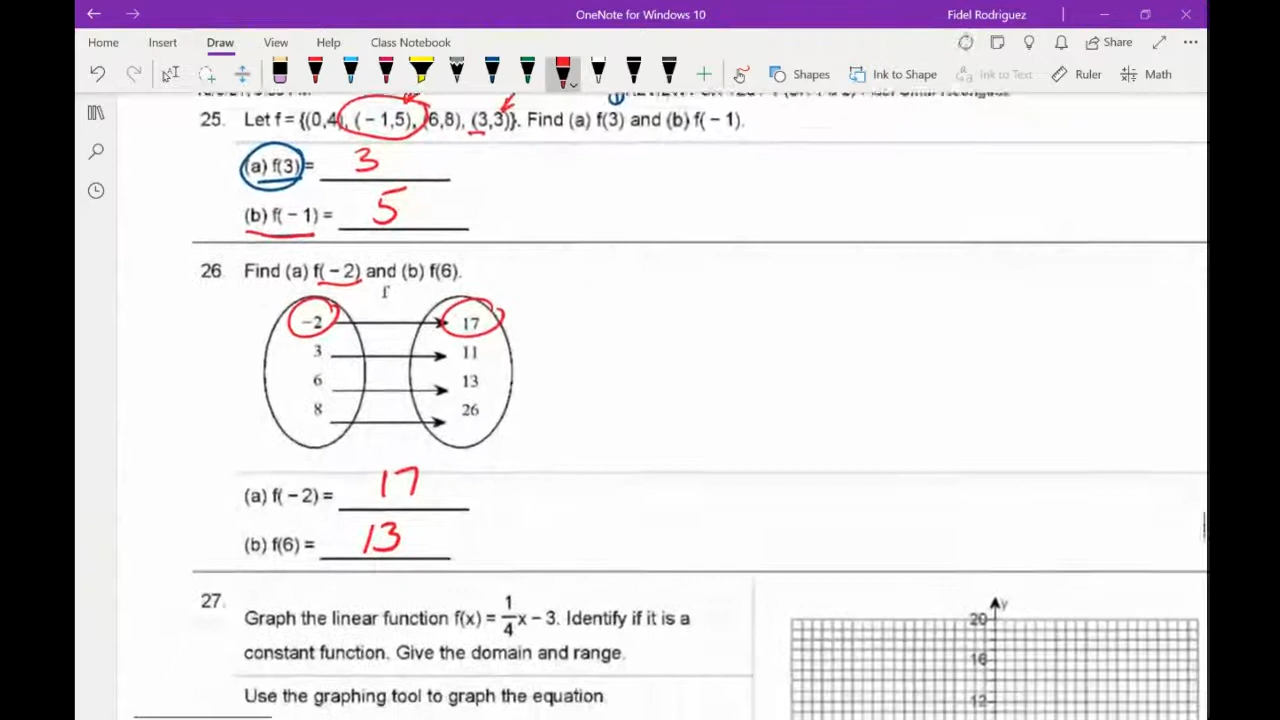 OneNote for Windows 10
Fidel Rodriguez
Home Insert Draw View Help Class Notebook
Share
Shapes Ink to Shape Ink to Text Ruler Math
25. Let f = {(0,4), (-1,5), (6,8), (3,3)}. Find (a) f(3) and (b) f(-1).
(a) f(3) = 3
(b) f(-1) = 5
26. Find (a) f(-2) and (b) f(6).
f
-2 17
3 11
6 13
8 26
(a) f(-2) = 17
(b) f(6) = 13
27.
Graph the linear function f(x) = 1/4 x - 3. Identify if it is a
constant function. Give the domain and range.
Use the graphing tool to graph the equation
y
20
16
12